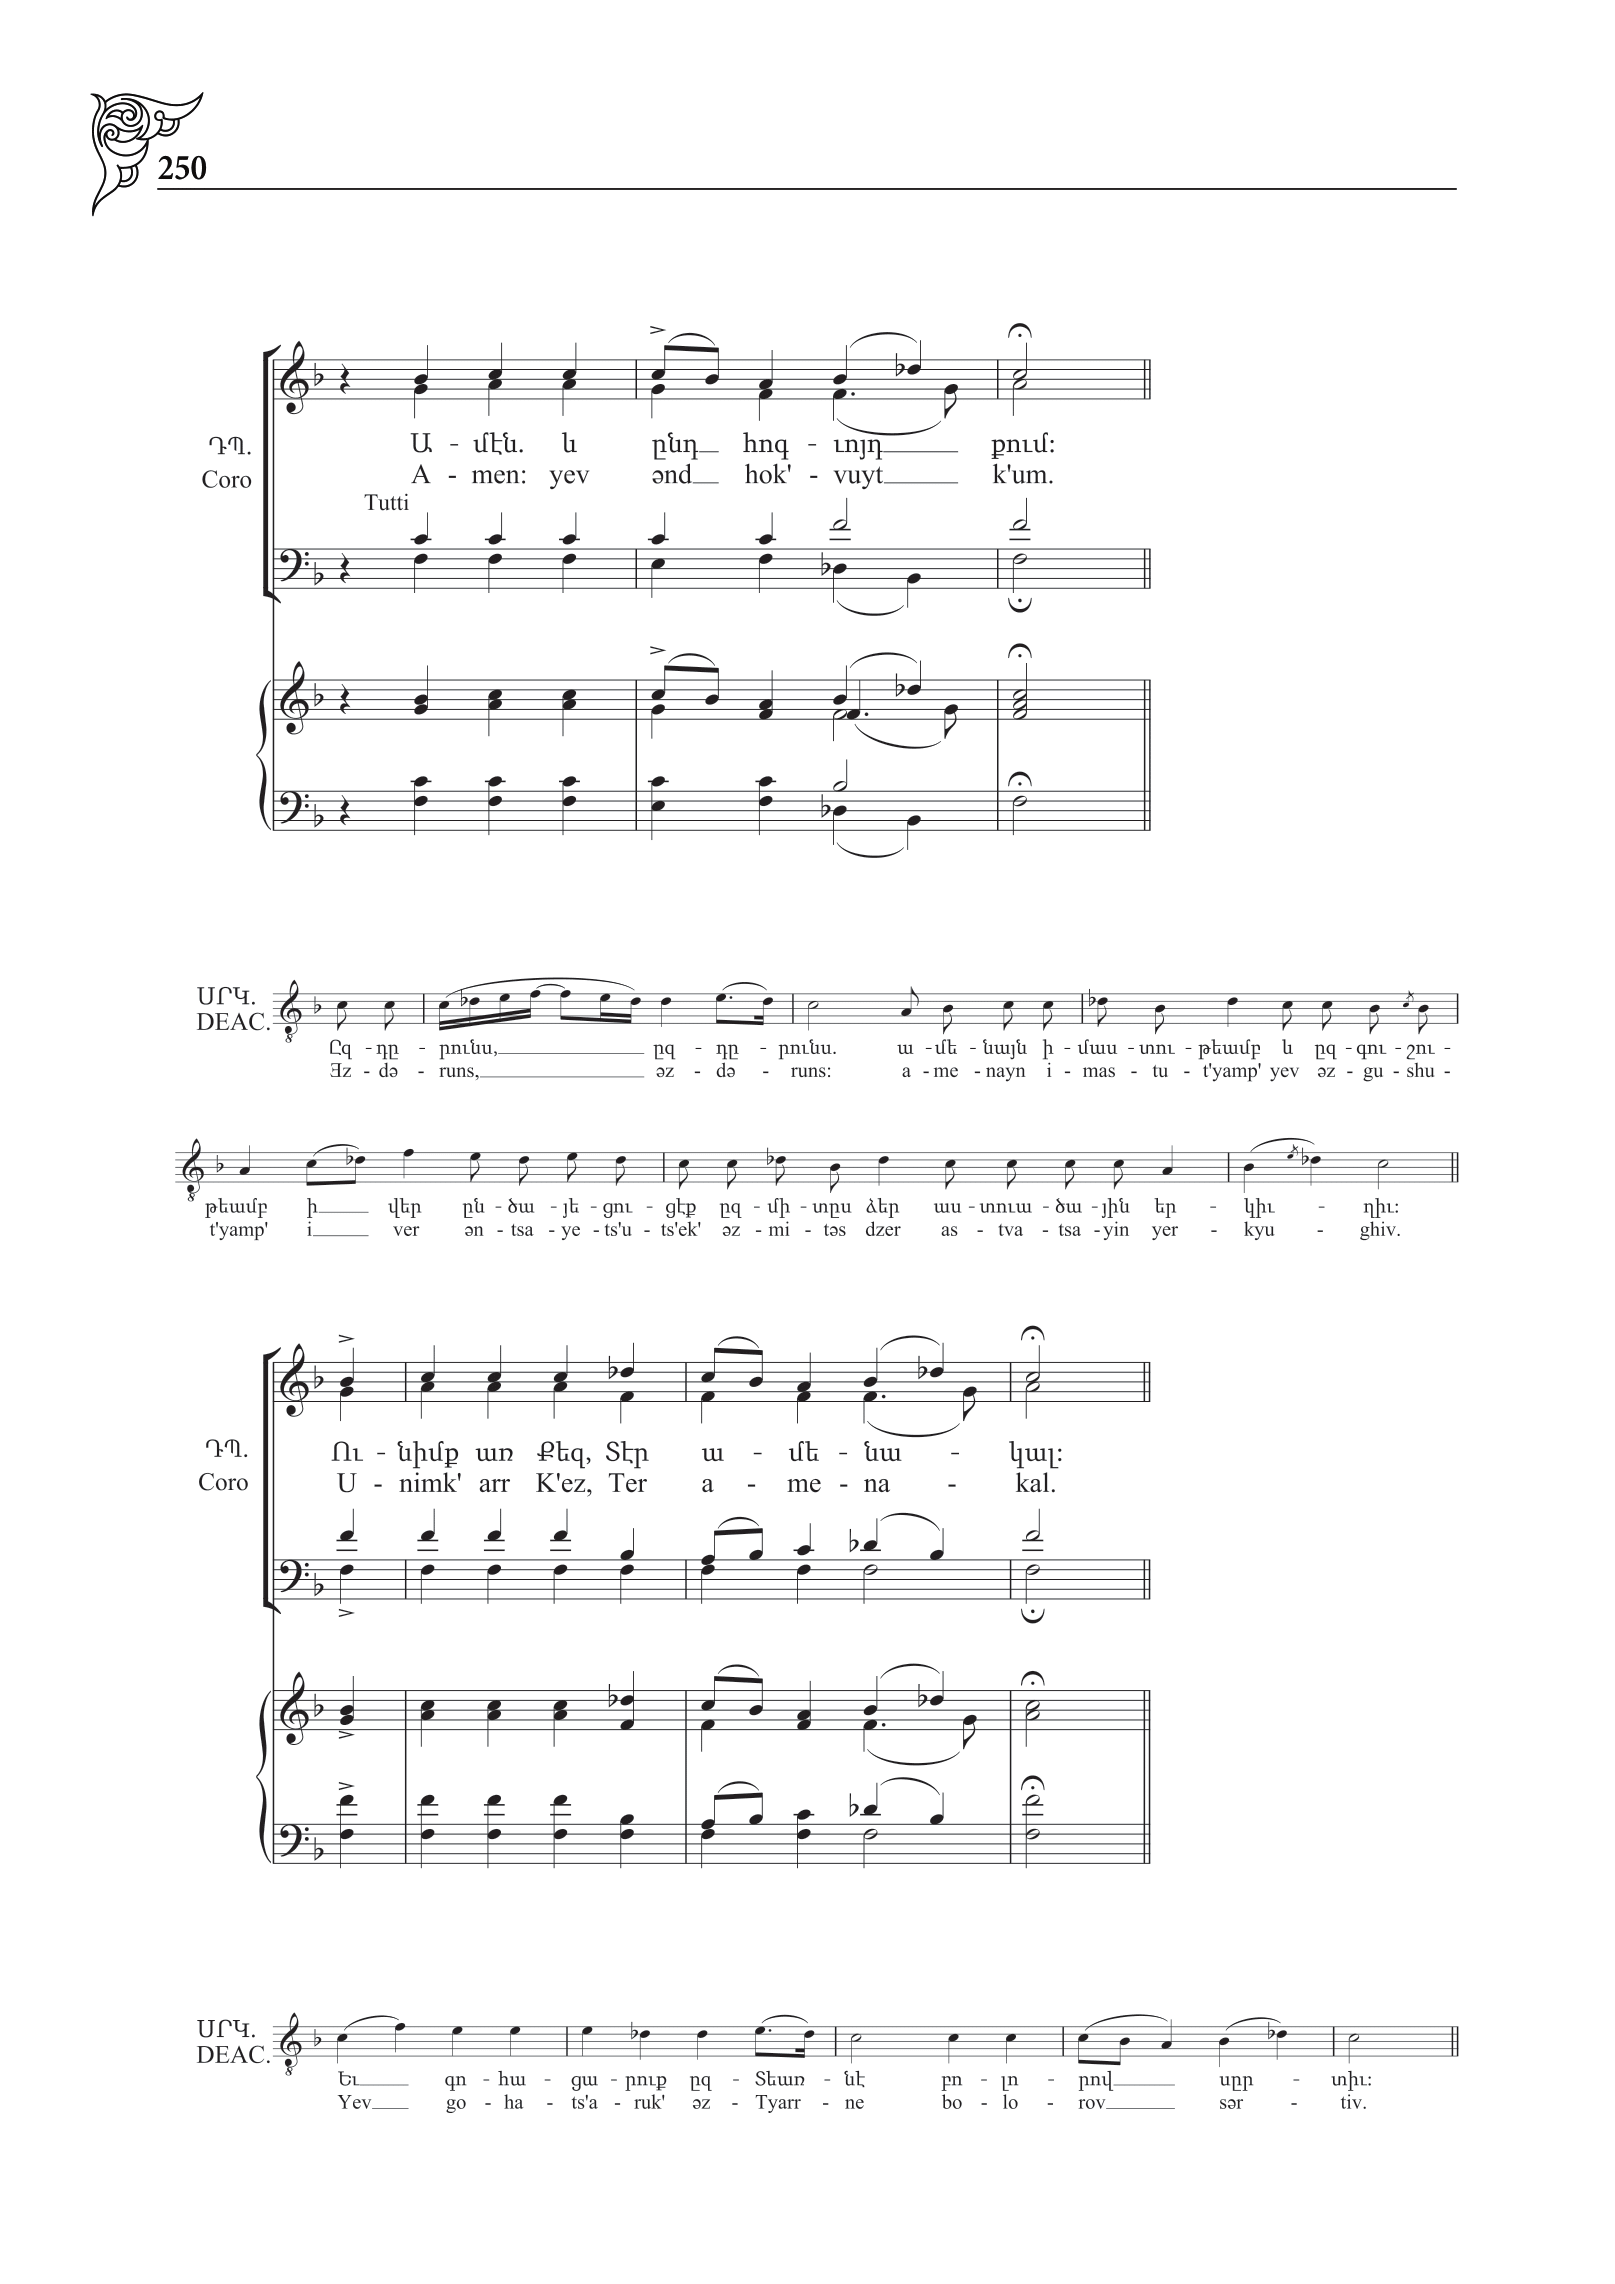 250
ԴՊ.
Ա - մէն. և ընդ հոգ - ւոյդ քում:
Coro
A - men: yev ənd hok' - vuyt k'um.
Tutti
ՍՐԿ.
DEAC.
Ըզ - դը - րունս, ըզ - դը - րունս. ա - մե - նայն ի - մաս - տու - թեամբ և ըզ - գու - շու -
Əz - də - runs, əz - də - runs: a - me - nayn i - mas - tu - t'yamp' yev əz - gu - shu -
թեամբ ի վեր ըն - ծա - յե - ցու - ցէք ըզ - մի - տըս ձեր աս - տուա - ծա - յին եր - կիւ - ղիւ:
t'yamp' i ver ən - tsa - ye - ts'u - ts'ek' əz - mi - təs dzer as - tva - tsa - yin yer - kyu - ghiv.
ԴՊ.
Ու - նիմք առ Քեզ, Տէր ա - մե - նա - կալ:
Coro
U - nimk' arr K'ez, Ter a - me - na - kal.
ՍՐԿ.
DEAC.
Եւ գո - հա - ցա - րուք ըզ - Տեառ - նէ բո - լո - րով սըր - տիւ:
Yev go - ha - ts'a - ruk' əz - Tyarr - ne bo - lo - rov sər - tiv.